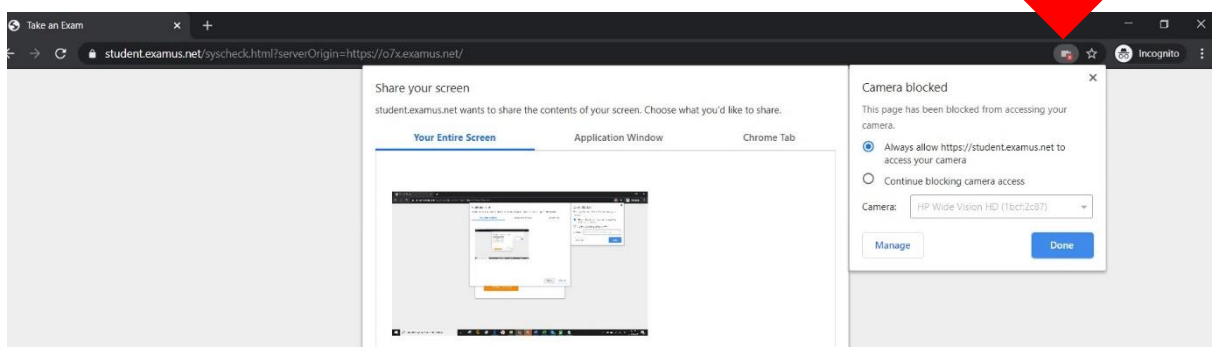 Take an Exam
student.examus.net/syscheck.html?serverOrigin=https://o7x.examus.net/
Incognito
Share your screen
student.examus.net wants to share the contents of your screen. Choose what you'd like to share.
Your Entire Screen
Application Window
Chrome Tab
Camera blocked
This page has been blocked from accessing your
camera.
Always allow https://student.examus.net to
access your camera
Continue blocking camera access
Camera:
HP Wide Vision HD (1bcf:2c87)
Manage
Done